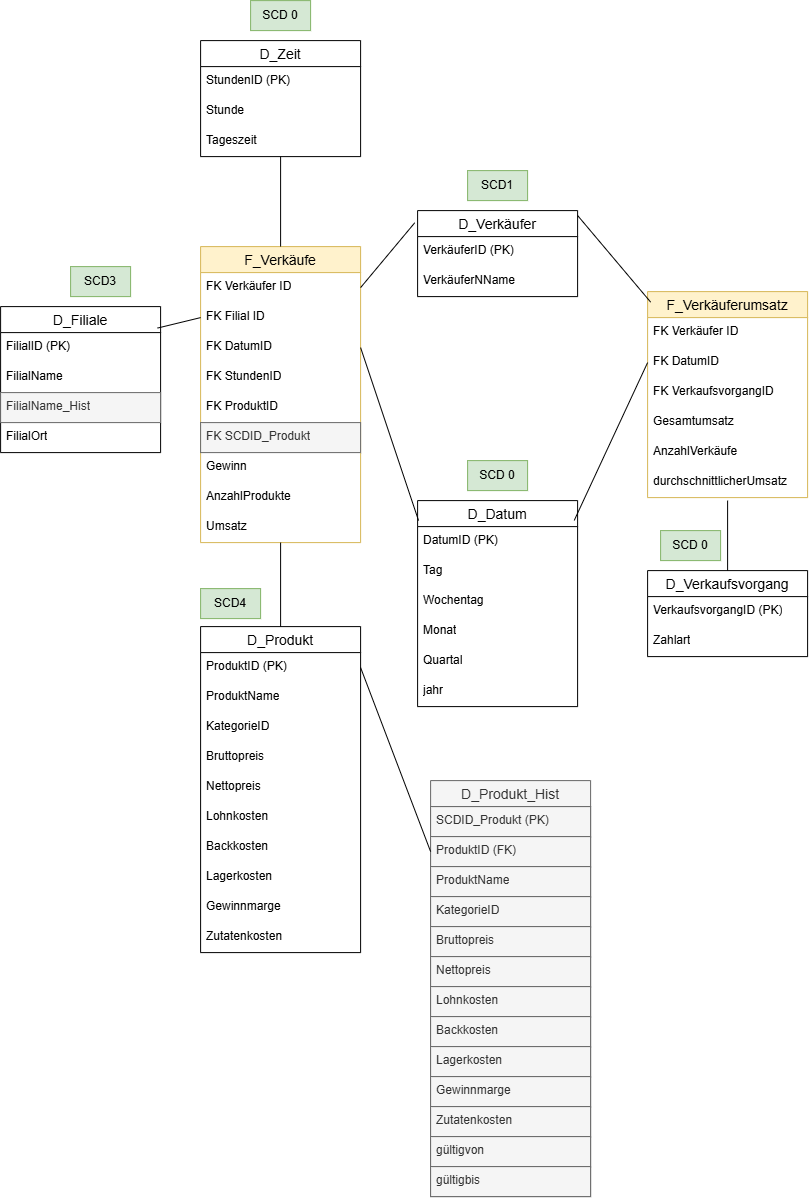 SCD 0
D_Zeit
StundenID (PK)
Stunde
Tageszeit
SCD1
D_Verkäufer
VerkäuferID (PK)
VerkäuferNName
F_Verkäufe
FK Verkäufer ID
FK Filial ID
FK DatumID
FK StundenID
FK ProduktID
FK SCDID_Produkt
Gewinn
AnzahlProdukte
Umsatz
SCD3
D_Filiale
FilialID (PK)
FilialName
FilialName_Hist
FilialOrt
F_Verkäuferumsatz
FK Verkäufer ID
FK DatumID
FK VerkaufsvorgangID
Gesamtumsatz
AnzahlVerkäufe
durchschnittlicherUmsatz
SCD 0
D_Datum
DatumID (PK)
Tag
Wochentag
Monat
Quartal
jahr
SCD 0
D_Verkaufsvorgang
VerkaufsvorgangID (PK)
Zahlart
SCD4
D_Produkt
ProduktID (PK)
ProduktName
KategorieID
Bruttopreis
Nettopreis
Lohnkosten
Backkosten
Lagerkosten
Gewinnmarge
Zutatenkosten
D_Produkt_Hist
SCDID_Produkt (PK)
ProduktID (FK)
ProduktName
KategorieID
Bruttopreis
Nettopreis
Lohnkosten
Backkosten
Lagerkosten
Gewinnmarge
Zutatenkosten
gültigvon
gültigbis